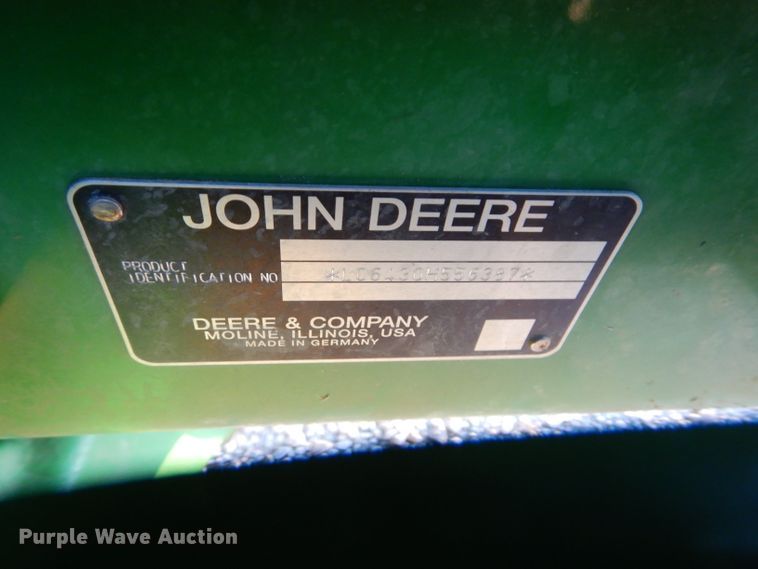 JOHN DEERE
PRODUCT
IDENTIFICATION NO
DEERE & COMPANY
MOLINE, ILLINOIS, USA
MADE IN GERMANY
Purple Wave Auction